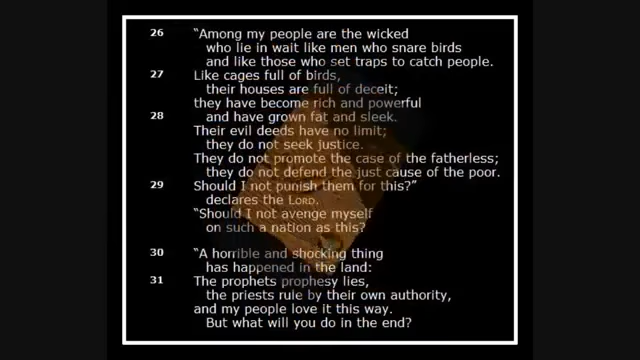 26 “Among my people are the wicked
who lie in wait like men who snare birds
and like those who set traps to catch people.
27 Like cages full of birds,
their houses are full of deceit;
they have become rich and powerful
28 and have grown fat and sleek.
Their evil deeds have no limit;
they do not seek justice.
They do not promote the case of the fatherless;
they do not defend the just cause of the poor.
29 Should I not punish them for this?”
declares the LORD.
“Should I not avenge myself
on such a nation as this?
30 “A horrible and shocking thing
has happened in the land:
31 The prophets prophesy lies,
the priests rule by their own authority,
and my people love it this way.
But what will you do in the end?